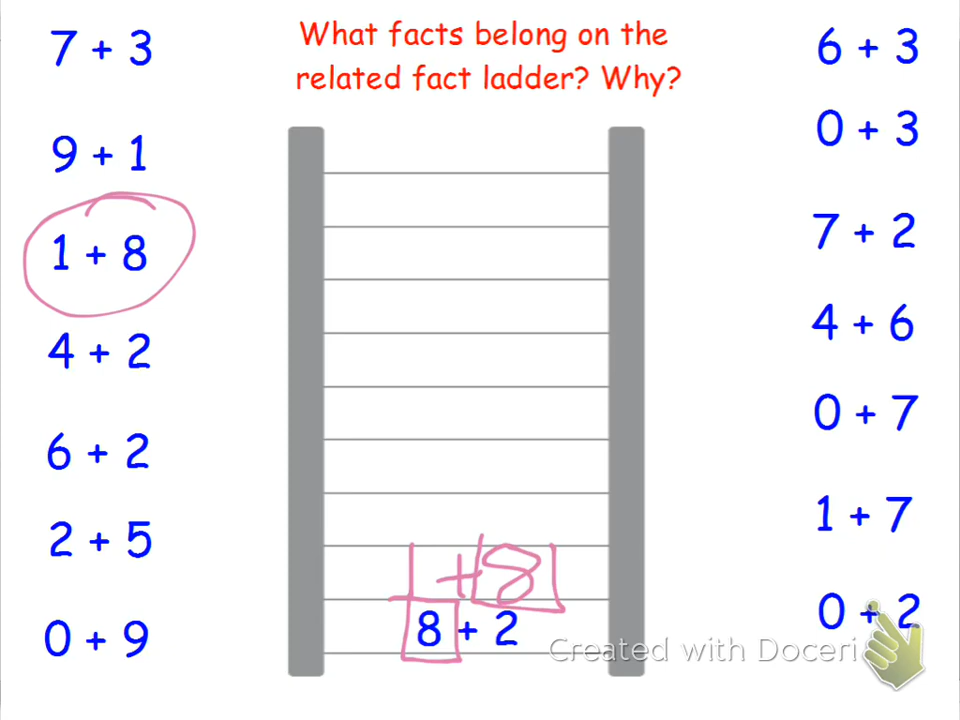 What facts belong on the
related fact ladder? Why?
7 + 3
9 + 1
1 + 8
4 + 2
6 + 2
2 + 5
0 + 9
1 + 8
8 + 2
6 + 3
0 + 3
7 + 2
4 + 6
0 + 7
1 + 7
0 + 2
Created with Doceri